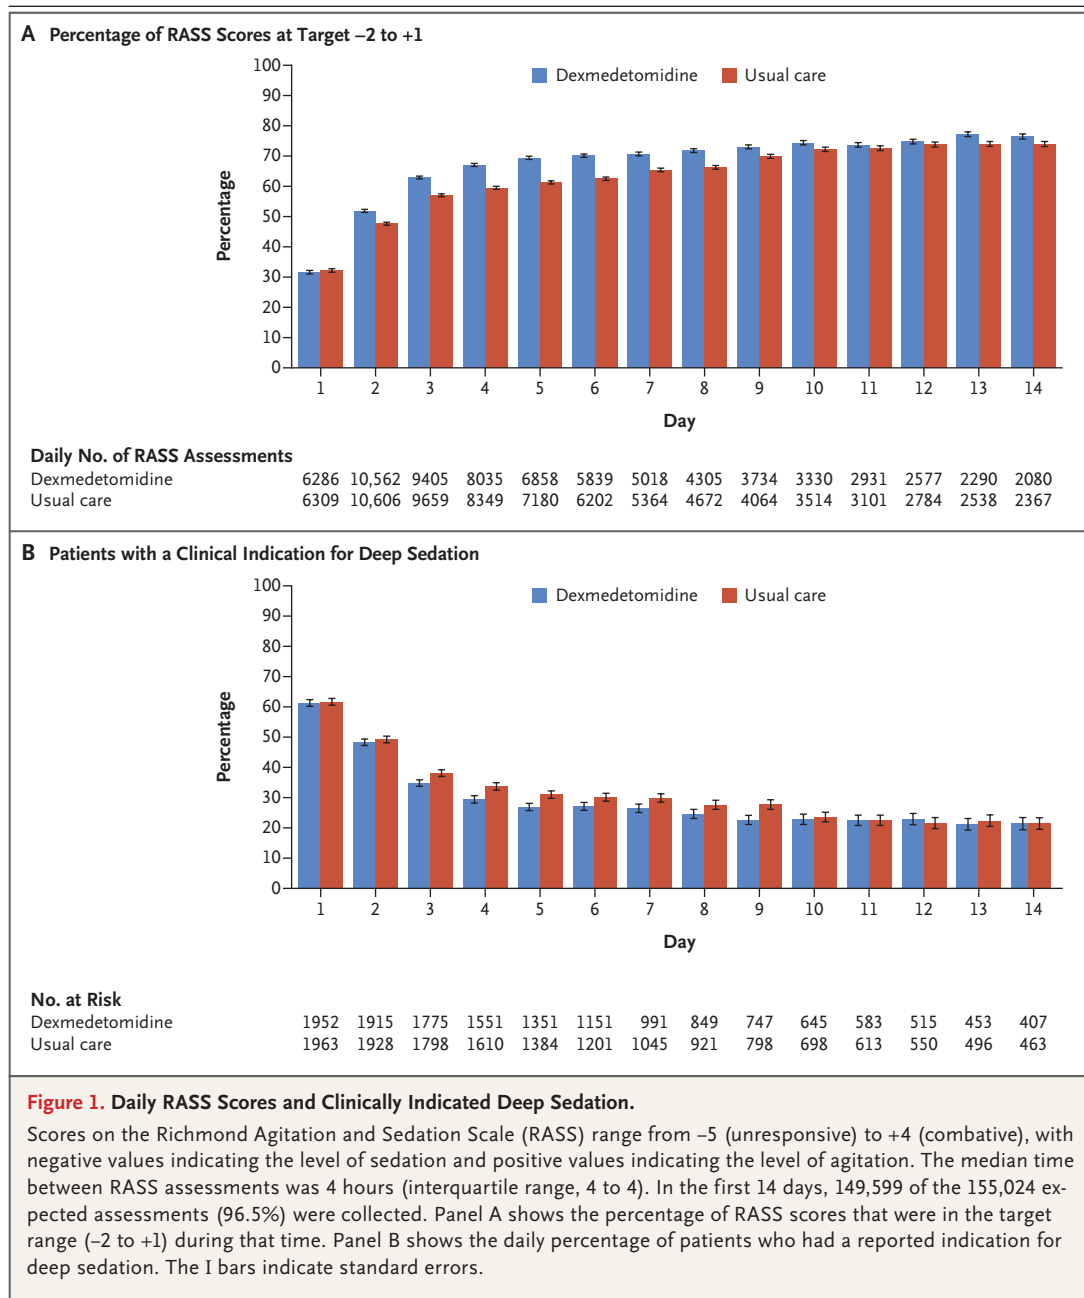 A Percentage of RASS Scores at Target –2 to +1
100
90
80
70
60
50
40
30
20
10
0
Percentage
Dexmedetomidine
Usual care
1 2 3 4 5 6 7 8 9 10 11 12 13 14
Day
Daily No. of RASS Assessments
Dexmedetomidine 6286 10,562 9405 8035 6858 5839 5018 4305 3734 3330 2931 2577 2290 2080
Usual care 6309 10,606 9659 8349 7180 6202 5364 4672 4064 3514 3101 2784 2538 2367
B Patients with a Clinical Indication for Deep Sedation
100
90
80
70
60
50
40
30
20
10
0
Percentage
Dexmedetomidine
Usual care
1 2 3 4 5 6 7 8 9 10 11 12 13 14
Day
No. at Risk
Dexmedetomidine 1952 1915 1775 1551 1351 1151 991 849 747 645 583 515 453 407
Usual care 1963 1928 1798 1610 1384 1201 1045 921 798 698 613 550 496 463
Figure 1. Daily RASS Scores and Clinically Indicated Deep Sedation.
Scores on the Richmond Agitation and Sedation Scale (RASS) range from –5 (unresponsive) to +4 (combative), with
negative values indicating the level of sedation and positive values indicating the level of agitation. The median time
between RASS assessments was 4 hours (interquartile range, 4 to 4). In the first 14 days, 149,599 of the 155,024 ex-
pected assessments (96.5%) were collected. Panel A shows the percentage of RASS scores that were in the target
range (–2 to +1) during that time. Panel B shows the daily percentage of patients who had a reported indication for
deep sedation. The I bars indicate standard errors.